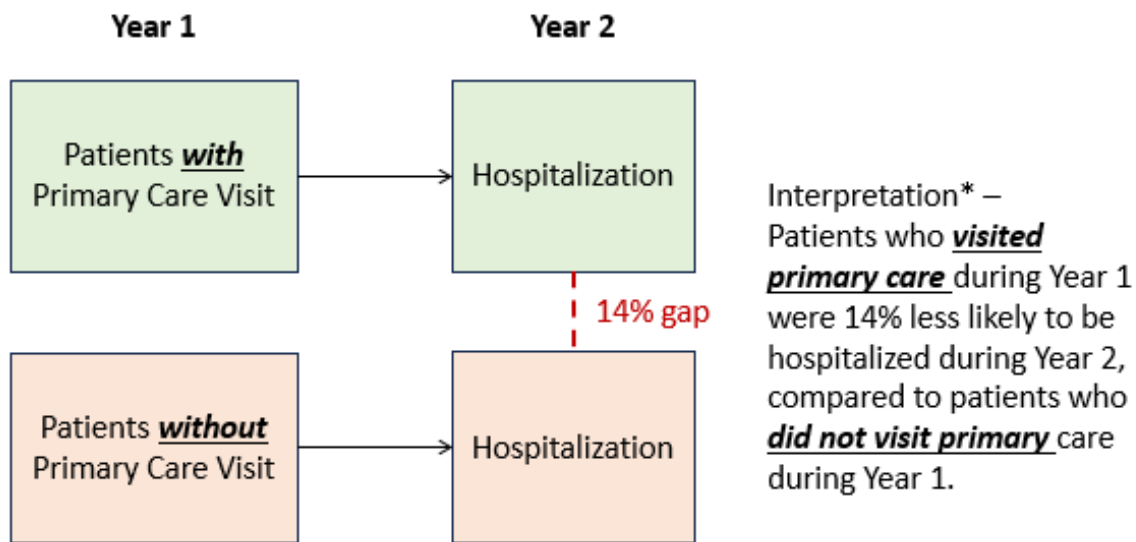 Year 1
Year 2
Patients with
Primary Care Visit
Hospitalization
14% gap
Patients without
Primary Care Visit
Hospitalization
Interpretation* –
Patients who visited
primary care during Year 1
were 14% less likely to be
hospitalized during Year 2,
compared to patients who
did not visit primary care
during Year 1.